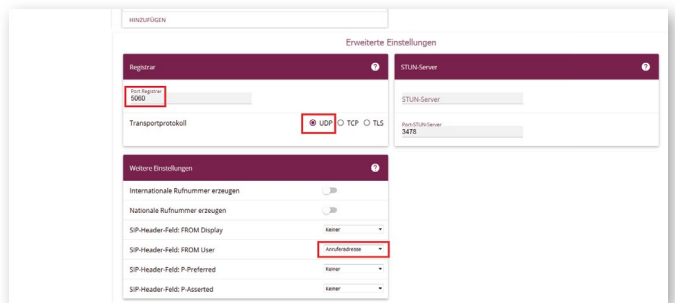 HINZUFÜGEN
Erweiterte Einstellungen
Registrar
Port Registrar
5060
Transportprotokoll
UDP TCP TLS
STUN-Server
STUN-Server
Port-STUN-Server
3478
Weitere Einstellungen
Internationale Rufnummer erzeugen
Nationale Rufnummer erzeugen
SIP-Header-Feld: FROM Display Keiner
SIP-Header-Feld: FROM User Anruferadresse
SIP-Header-Feld: P-Preferred Keiner
SIP-Header-Feld: P-Asserted Keiner